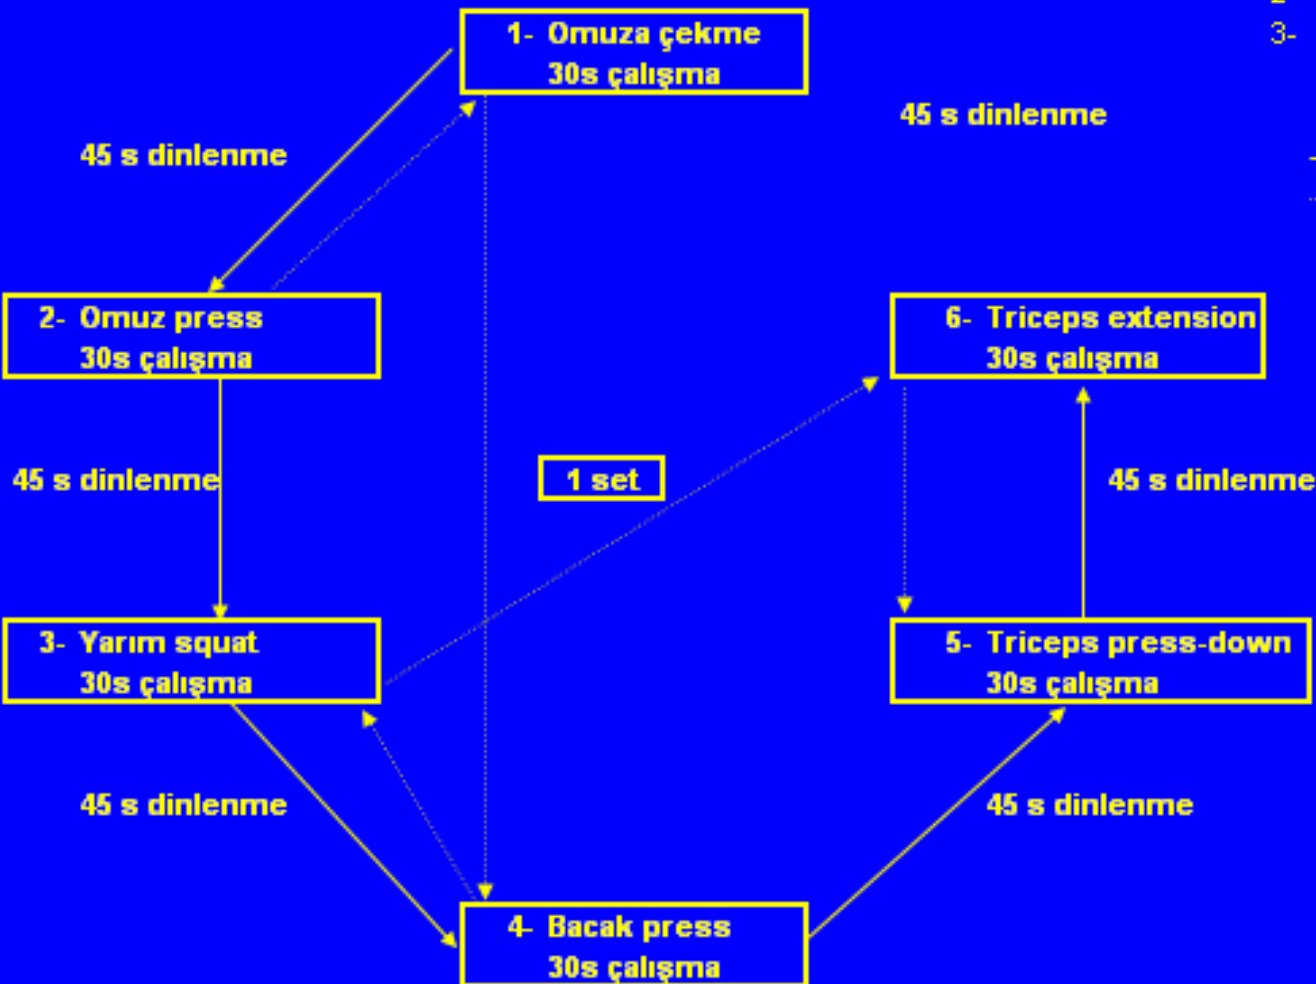 1- Omuza çekme
30s çalışma
3-
45 s dinlenme
45 s dinlenme
2- Omuz press
30s çalışma
6- Triceps extension
30s çalışma
45 s dinlenme
1 set
45 s dinlenme
3- Yarım squat
30s çalışma
5- Triceps press-down
30s çalışma
45 s dinlenme
45 s dinlenme
4- Bacak press
30s çalışma